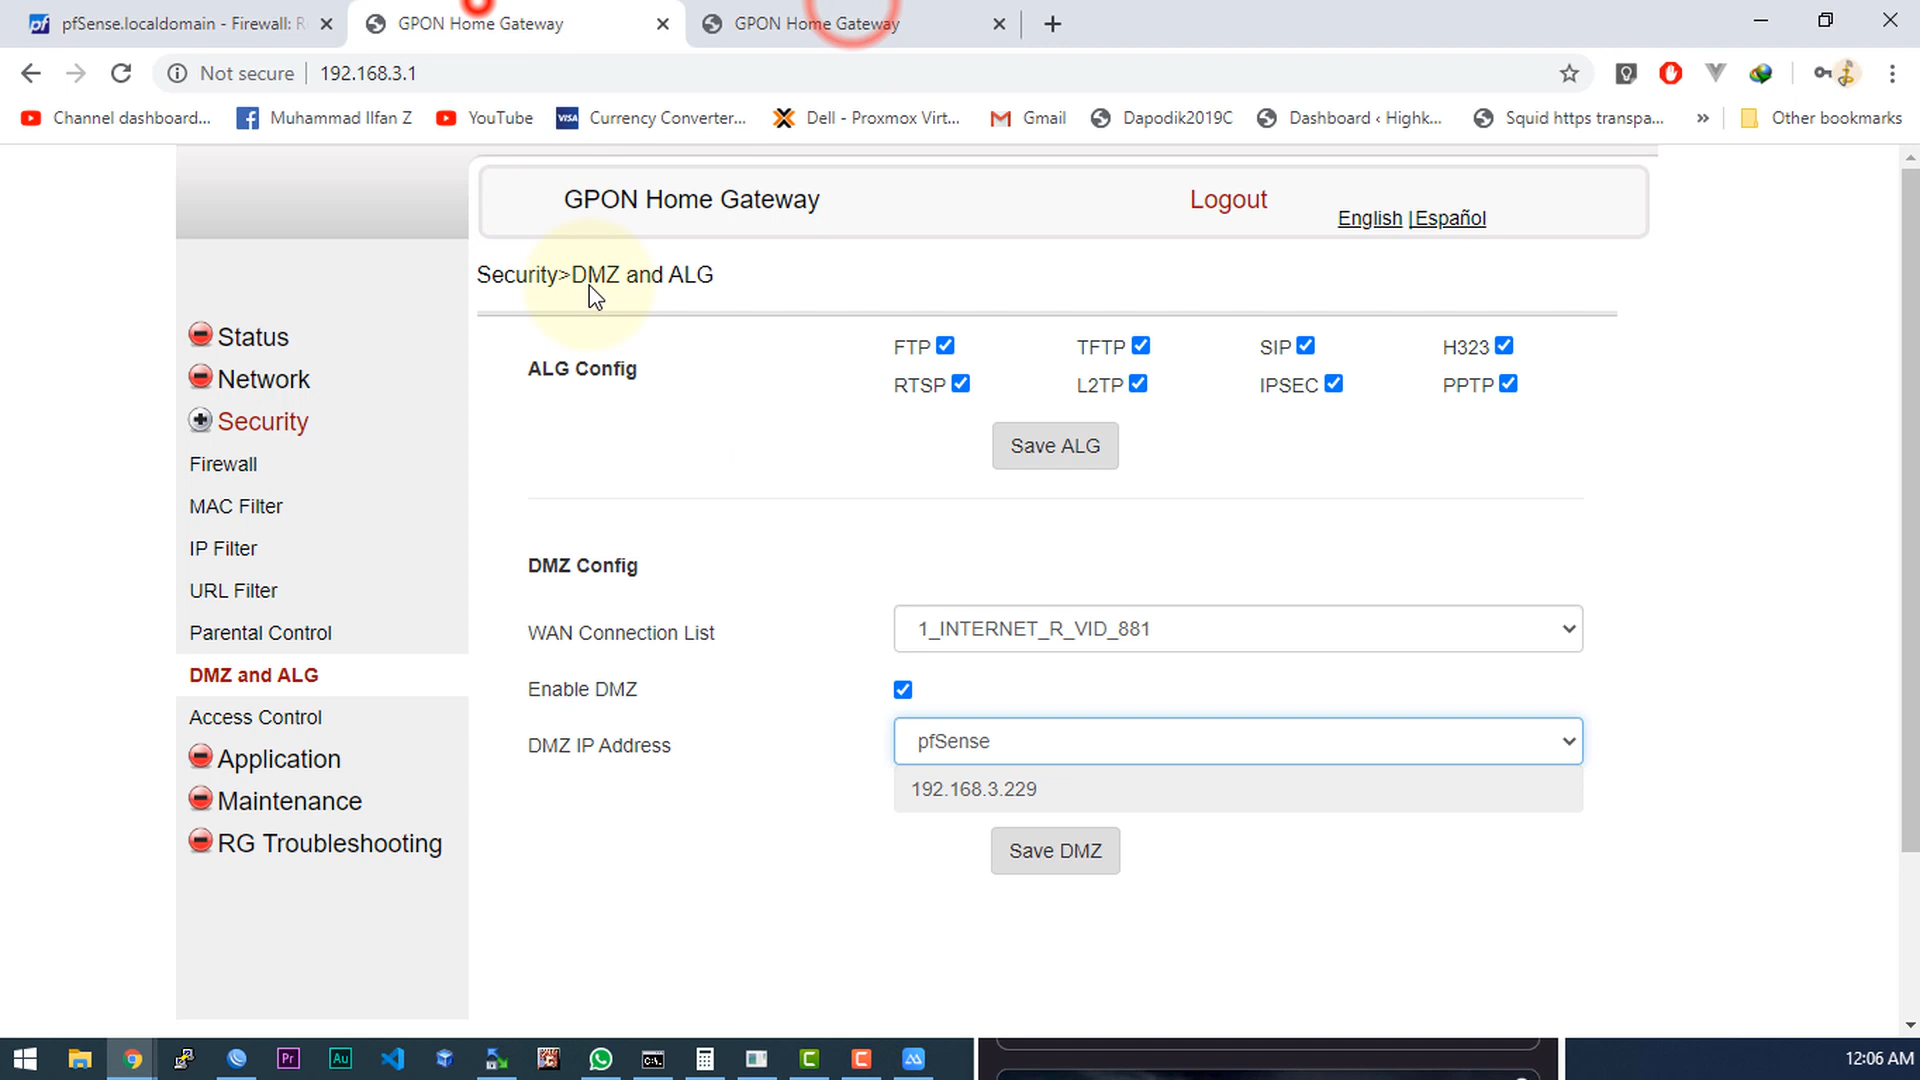 pfSense.localdomain - Firewall: R
GPON Home Gateway
GPON Home Gateway
Not secure
192.168.3.1
Channel dashboard...
Muhammad Ilfan Z
YouTube
VISA
Currency Converter...
Dell - Proxmox Virt...
Gmail
Dapodik2019C
Dashboard ‹ Highk...
Squid https transpa...
»
Other bookmarks
GPON Home Gateway
Logout
English |Español
Security>DMZ and ALG
Status
Network
Security
Firewall
MAC Filter
IP Filter
URL Filter
Parental Control
DMZ and ALG
Access Control
Application
Maintenance
RG Troubleshooting
ALG Config
FTP
TFTP
SIP
H323
RTSP
L2TP
IPSEC
PPTP
Save ALG
DMZ Config
WAN Connection List
1_INTERNET_R_VID_881
Enable DMZ
DMZ IP Address
pfSense
192.168.3.229
Save DMZ
Pr
Au
12:06 AM